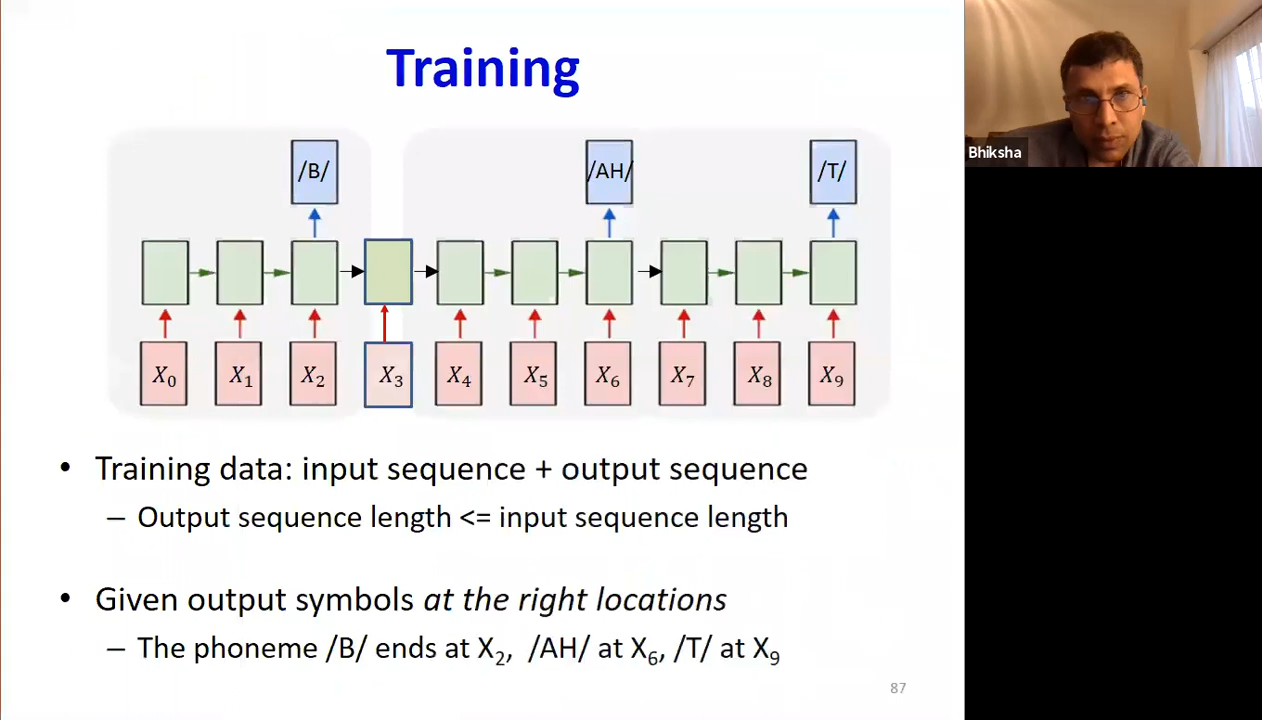 Training
Bhiksha
/B/ /AH/ /T/
X₀ X₁ X₂ X₃ X₄ X₅ X₆ X₇ X₈ X₉
• Training data: input sequence + output sequence
– Output sequence length <= input sequence length
• Given output symbols at the right locations
– The phoneme /B/ ends at X₂, /AH/ at X₆, /T/ at X₉
87